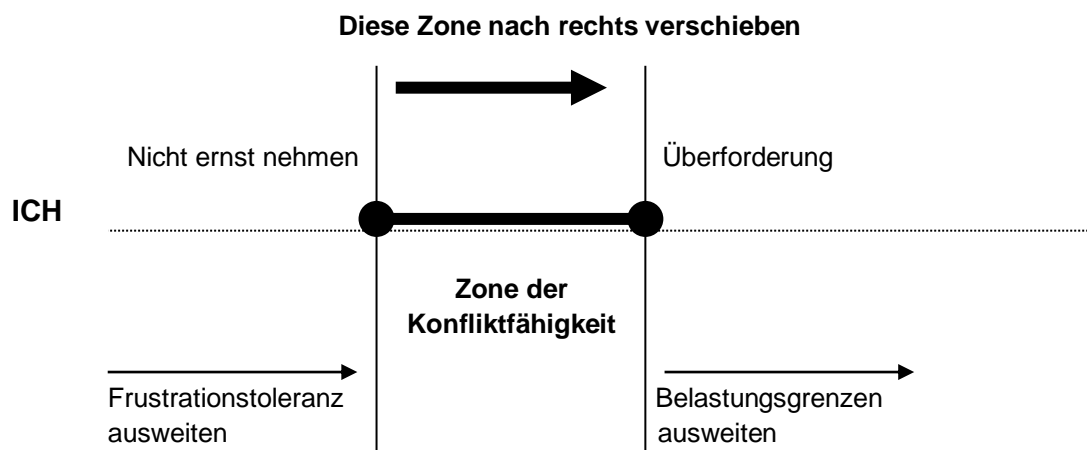 Diese Zone nach rechts verschieben
Nicht ernst nehmen
Überforderung
ICH
Zone der
Konfliktfähigkeit
Frustrationstoleranz
ausweiten
Belastungsgrenzen
ausweiten